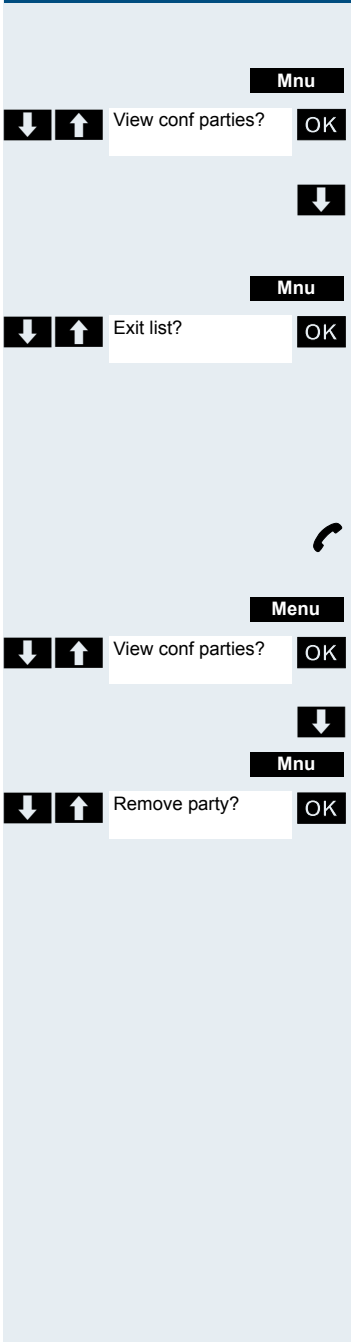 Mnu
View conf parties? OK
Mnu
Exit list? OK
Menu
View conf parties? OK
Mnu
Remove party? OK